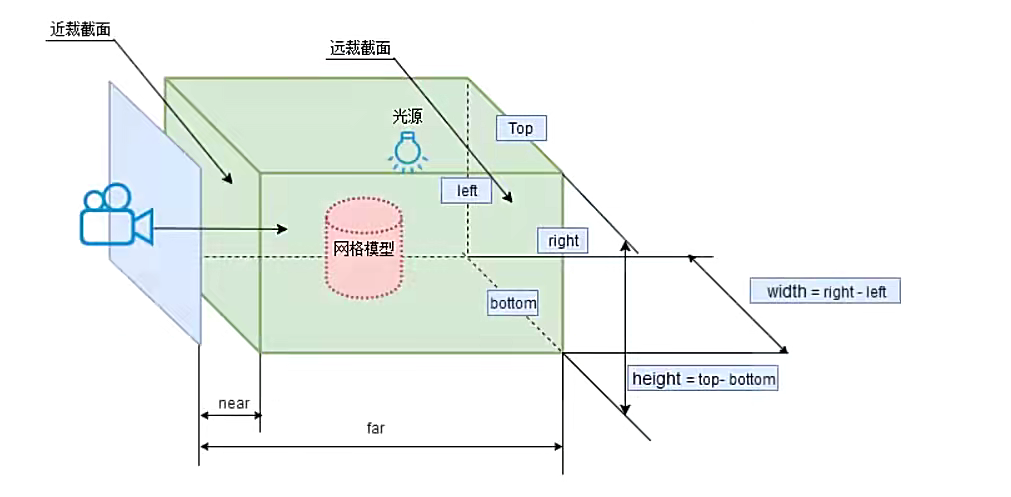 近裁截面
远裁截面
光源
Top
left
right
网格模型
bottom
width = right - left
height = top- bottom
near
far